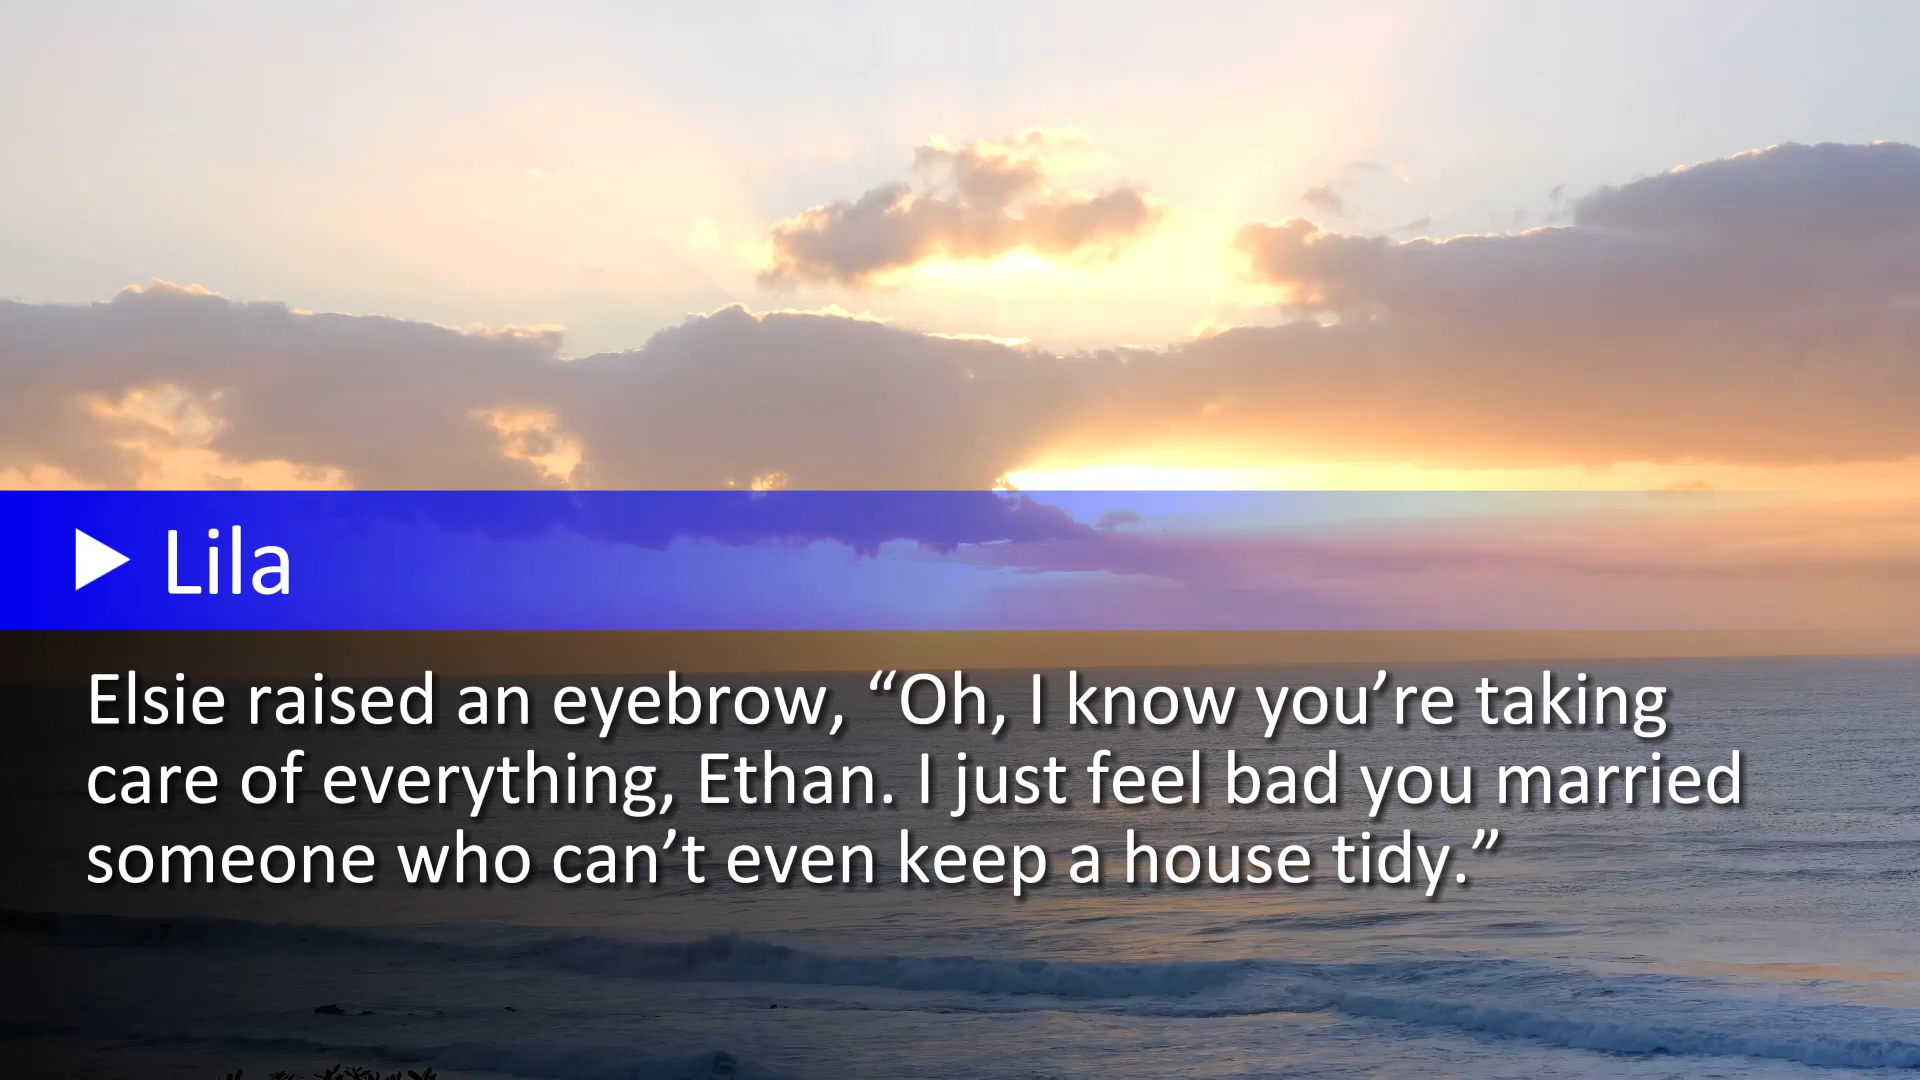 Lila
Elsie raised an eyebrow, “Oh, I know you’re taking
care of everything, Ethan. I just feel bad you married
someone who can’t even keep a house tidy.”